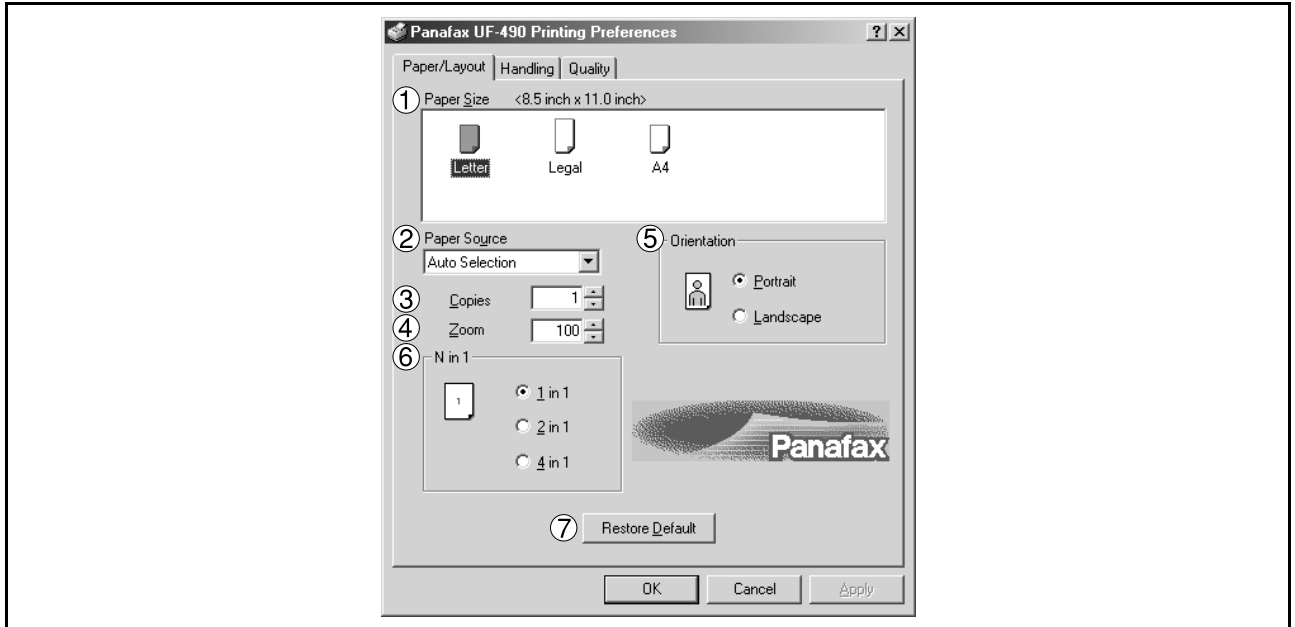 Panafax UF-490 Printing Preferences
Paper/Layout Handling Quality
① Paper Size <8.5 inch x 11.0 inch>
Letter Legal A4
② Paper Source ⑤ Orientation
Auto Selection
Portrait
③ Copies 1
Landscape
④ Zoom 100
⑥ N in 1
1
1 in 1
2 in 1
Panafax
4 in 1
⑦ Restore Default
OK Cancel Apply